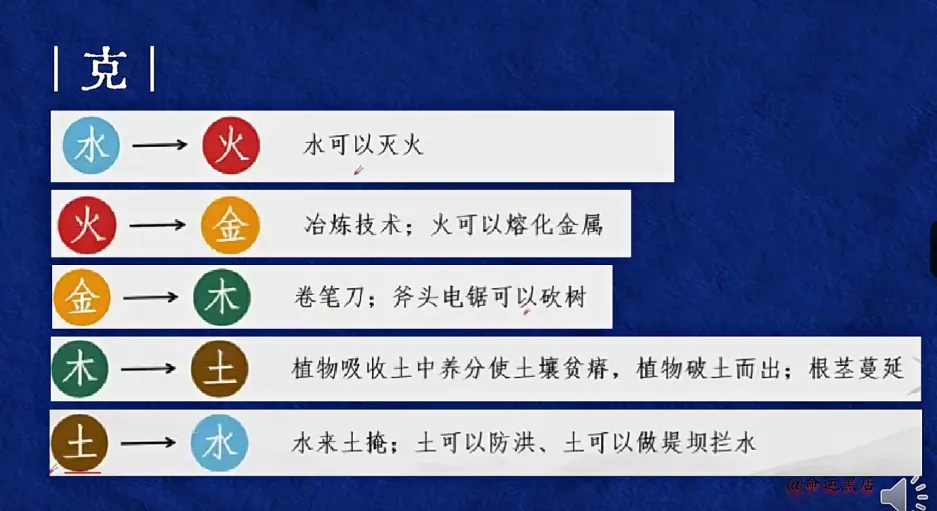 克
水 → 火 水可以灭火
火 → 金 冶炼技术；火可以熔化金属
金 → 木 卷笔刀；斧头电锯可以砍树
木 → 土 植物吸收土中养分使土壤贫瘠，植物破土而出；根茎蔓延
土 → 水 水来土掩；土可以防洪、土可以做堤坝拦水
@命运黑店